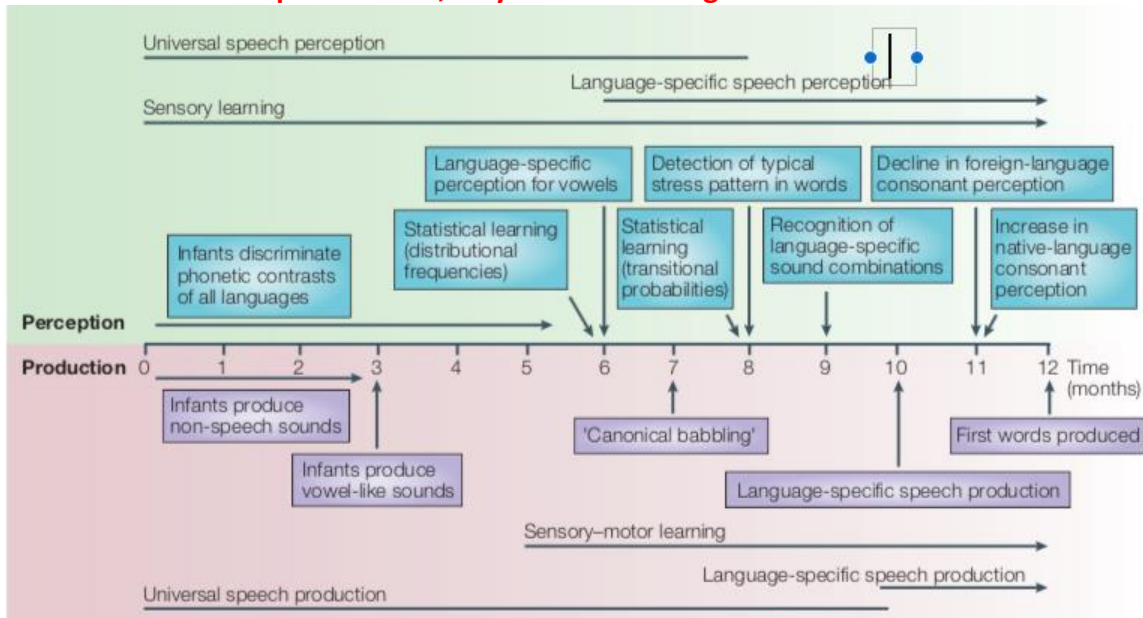 Universal speech perception
Language-specific speech perception
Sensory learning
Language-specific
perception for vowels
Detection of typical
stress pattern in words
Decline in foreign-language
consonant perception
Statistical learning
(distributional
frequencies)
Statistical
learning
(transitional
probabilities)
Recognition of
language-specific
sound combinations
Increase in
native-language
consonant
perception
Infants discriminate
phonetic contrasts
of all languages
Perception
Production
0 1 2 3 4 5 6 7 8 9 10 11 12 Time
(months)
Infants produce
non-speech sounds
'Canonical babbling'
First words produced
Infants produce
vowel-like sounds
Language-specific speech production
Sensory–motor learning
Language-specific speech production
Universal speech production